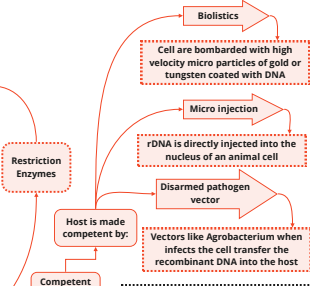 Biolistics
Cell are bombarded with high
velocity micro particles of gold or
tungsten coated with DNA
Micro injection
rDNA is directly injected into the
nucleus of an animal cell
Restriction
Enzymes
Disarmed pathogen
vector
Host is made
competent by:
Vectors like Agrobacterium when
infects the cell transfer the
recombinant DNA into the host
Competent